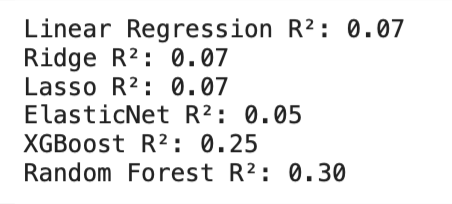 Linear Regression R²: 0.07
Ridge R²: 0.07
Lasso R²: 0.07
ElasticNet R²: 0.05
XGBoost R²: 0.25
Random Forest R²: 0.30